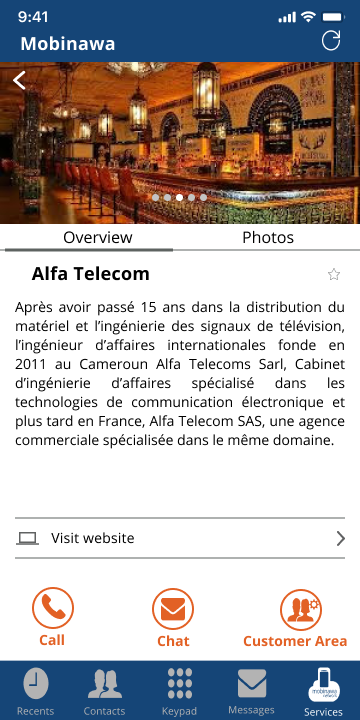 9:41
Mobinawa
Overview Photos
Alfa Telecom
Après avoir passé 15 ans dans la distribution du
matériel et l’ingénierie des signaux de télévision,
l’ingénieur d’affaires internationales fonde en
2011 au Cameroun Alfa Telecoms Sarl, Cabinet
d’ingénierie d’affaires spécialisé dans les
technologies de communication électronique et
plus tard en France, Alfa Telecom SAS, une agence
commerciale spécialisée dans le même domaine.
Visit website
Call Chat Customer Area
mobinawa
Recents Contacts Keypad Messages Services